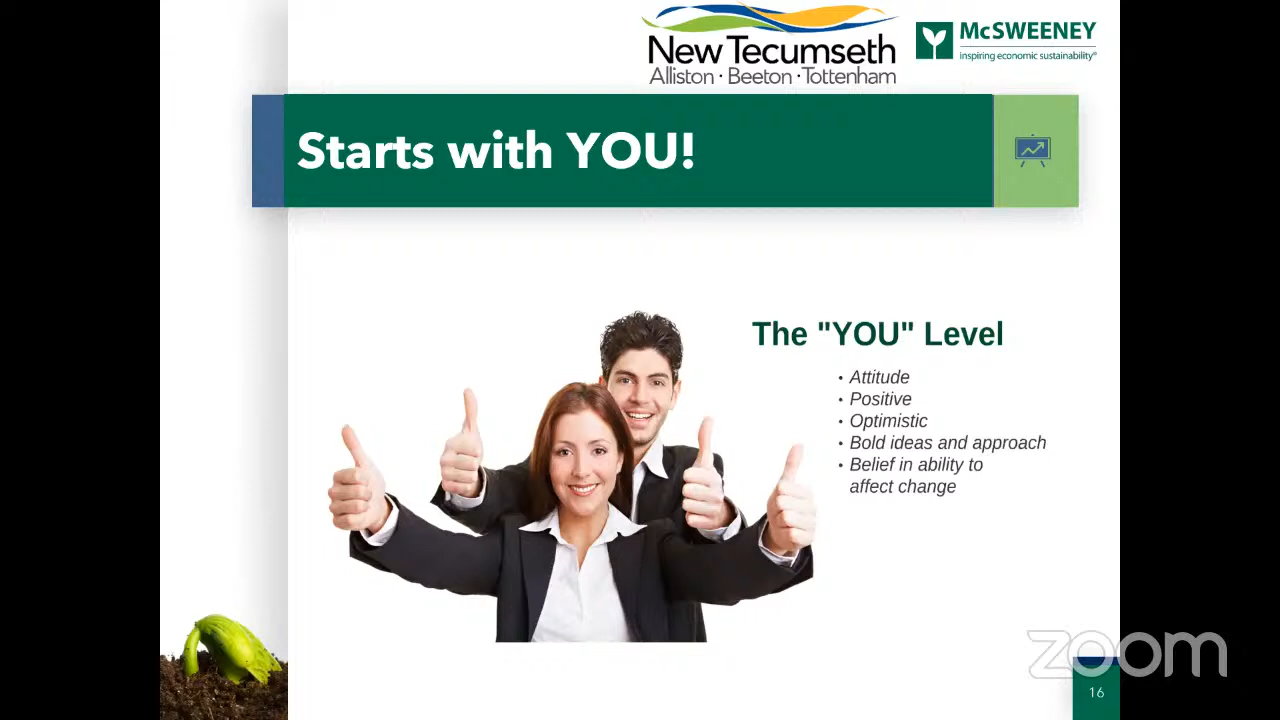 New Tecumseth
Alliston · Beeton · Tottenham
McSWEENEY
inspiring economic sustainability®
Starts with YOU!
The "YOU" Level
• Attitude
• Positive
• Optimistic
• Bold ideas and approach
• Belief in ability to
affect change
zoom
16